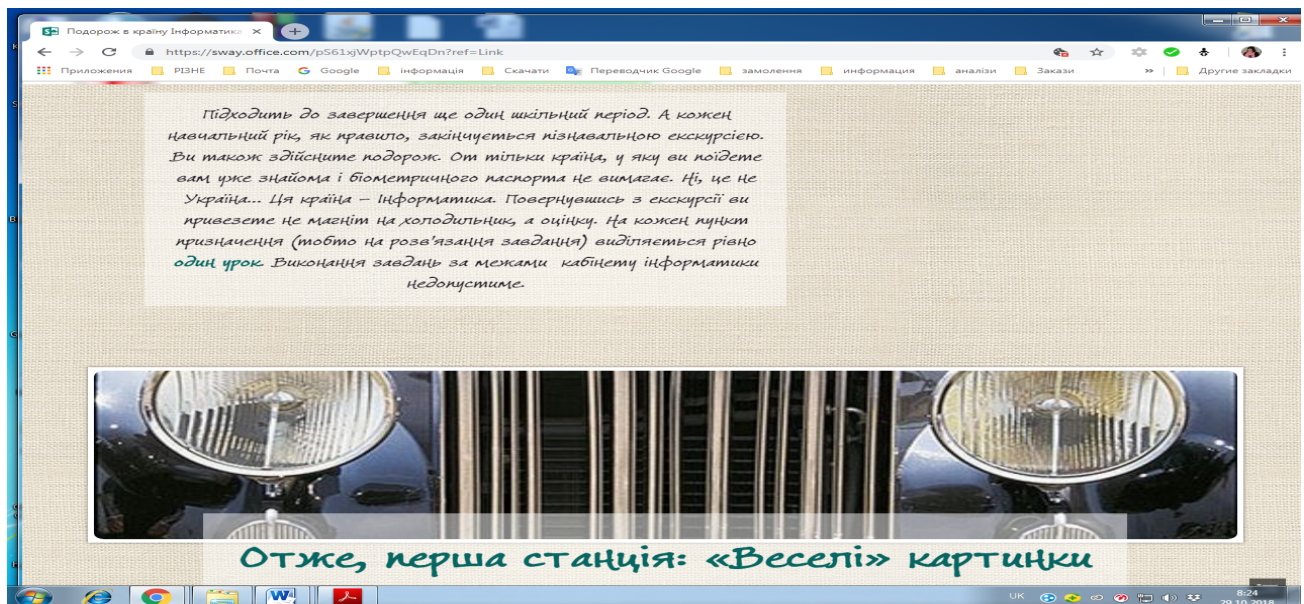 Подорож в країну Інформатика
https://sway.office.com/pS61xjWptpQwEqDn?ref=Link
Приложения РІЗНЕ Почта Google інформація Скачати Переводчик Google замолення информация аналізи Закази » Другие закладки
Підходить до завершення ще один шкільний період. А кожен
навчальний рік, як правило, закінчується пізнавальною екскурсією.
Ви також здійсните подорож. От тільки країна, у яку ви поїдете
вам уже знайома і біометричного паспорта не вимагає. Ні, це не
Україна... Ця країна – Інформатика. Повернувшись з екскурсії ви
привезете не магніт на холодильник, а оцінку. На кожен пункт
призначення (тобто на розв'язання завдання) виділяється рівно
один урок. Виконання завдань за межами кабінету інформатики
недопустиме.
Отже, перша станція: «Веселі» картинки
UK 8:24
29.10.2018